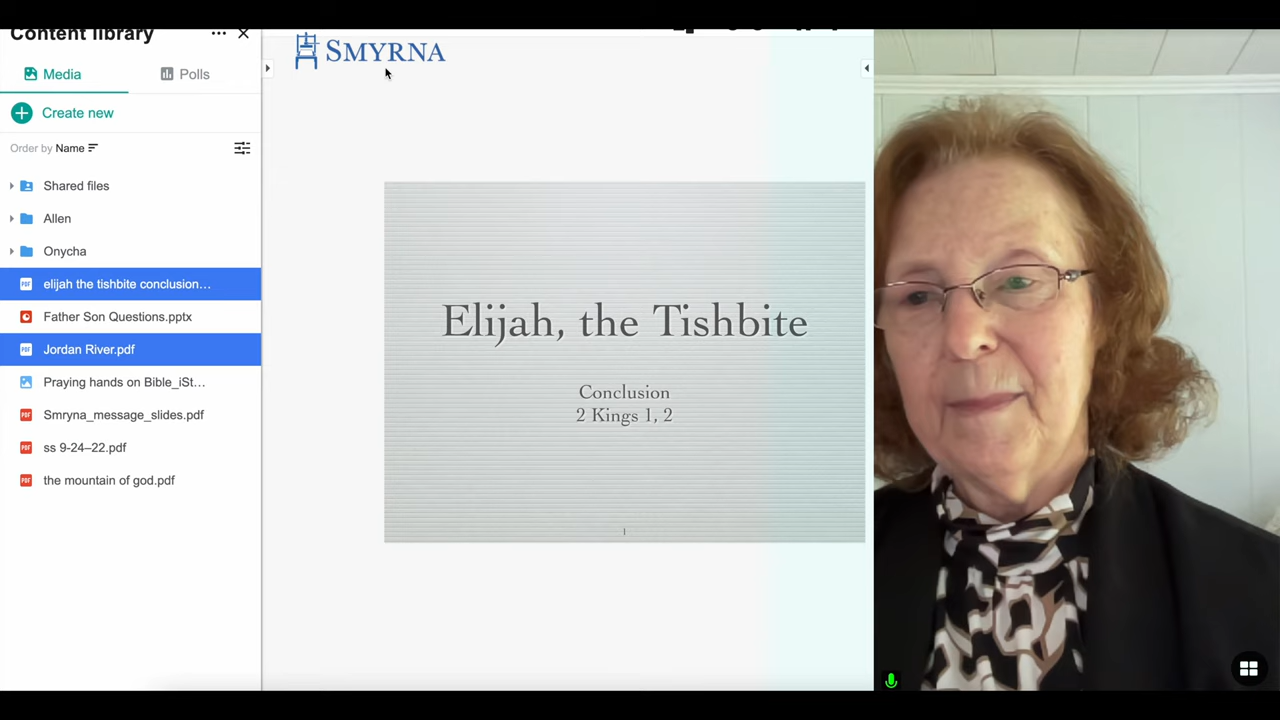 Content library
SMYRNA
Media
Polls
Create new
Order by Name
Shared files
Allen
Onycha
elijah the tishbite conclusion…
Father Son Questions.pptx
Jordan River.pdf
Praying hands on Bible_iSt…
Smryna_message_slides.pdf
ss 9-24–22.pdf
the mountain of god.pdf
Elijah, the Tishbite
Conclusion
2 Kings 1, 2
1